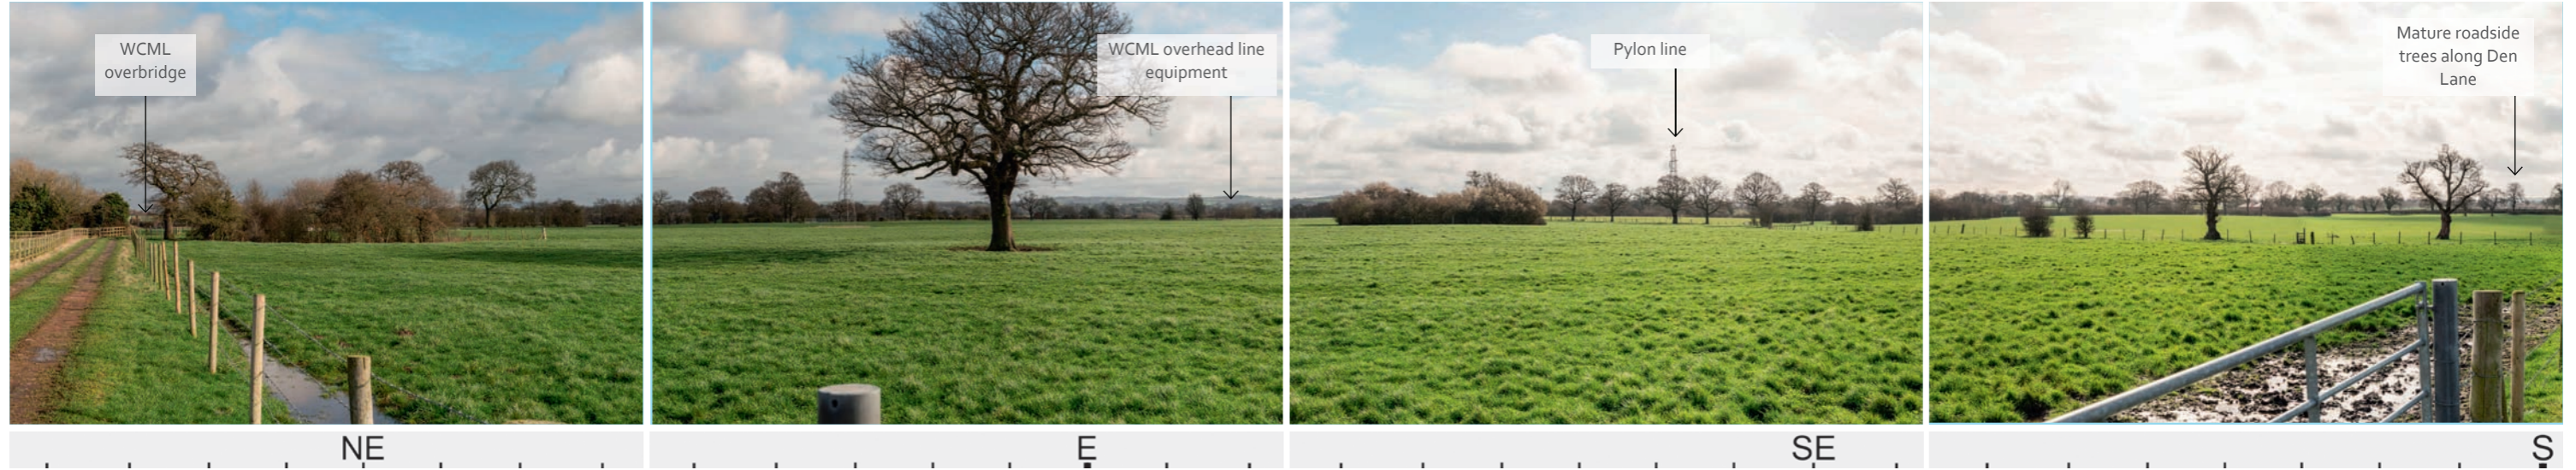 WCML
overbridge
WCML overhead line
equipment
Pylon line
Mature roadside
trees along Den
Lane
NE
E
SE
S